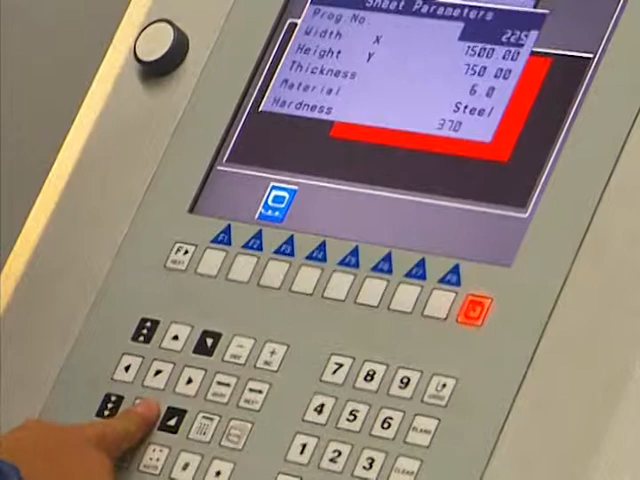 Sheet Parameters
Prog.No. 225
Width X 1500.00
Height Y 750.00
Thickness 6.0
Material Steel
Hardness 370
F1 F2 F3 F4 F5 F6 F7 F8
7 8 9
4 5 6
1 2 3 CLEAR